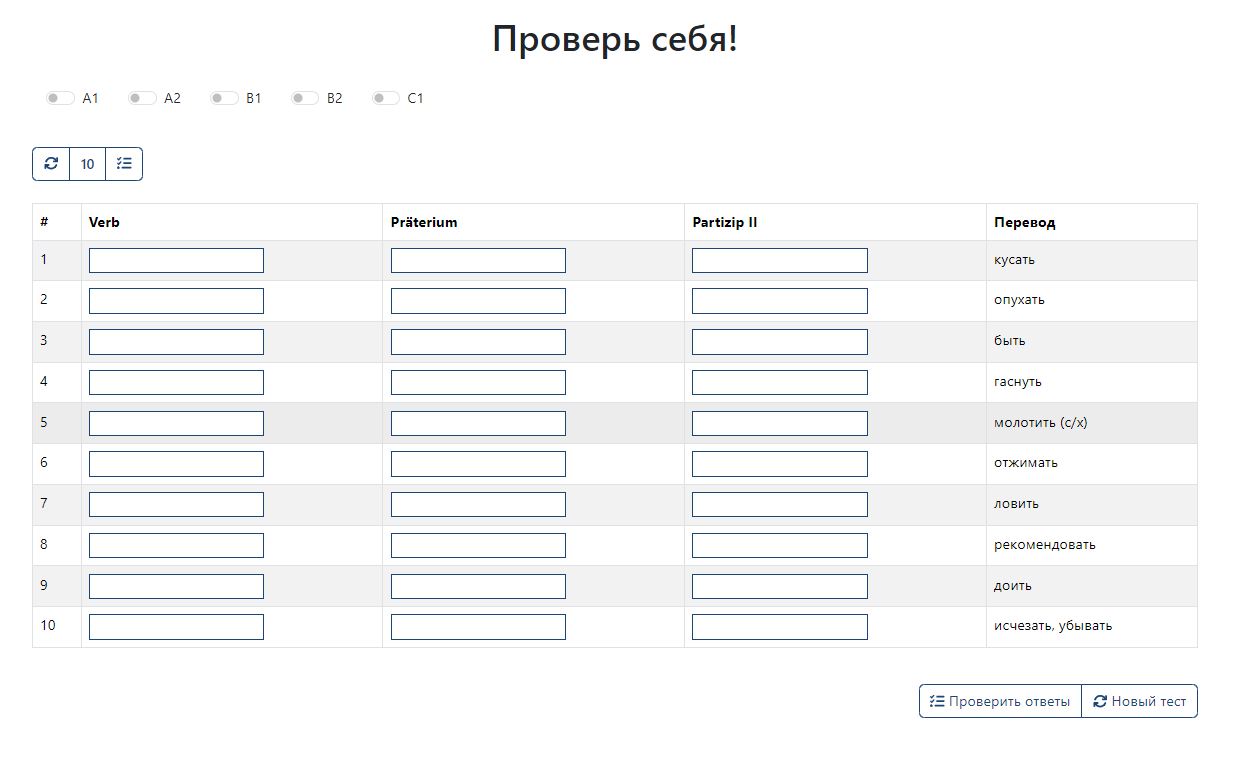 Проверь себя!
A1 A2 B1 B2 C1
10
# Verb Präterium Partizip II Перевод
1 кусать
2 опухать
3 быть
4 гаснуть
5 молотить (с/х)
6 отжимать
7 ловить
8 рекомендовать
9 доить
10 исчезать, убывать
Проверить ответы Новый тест